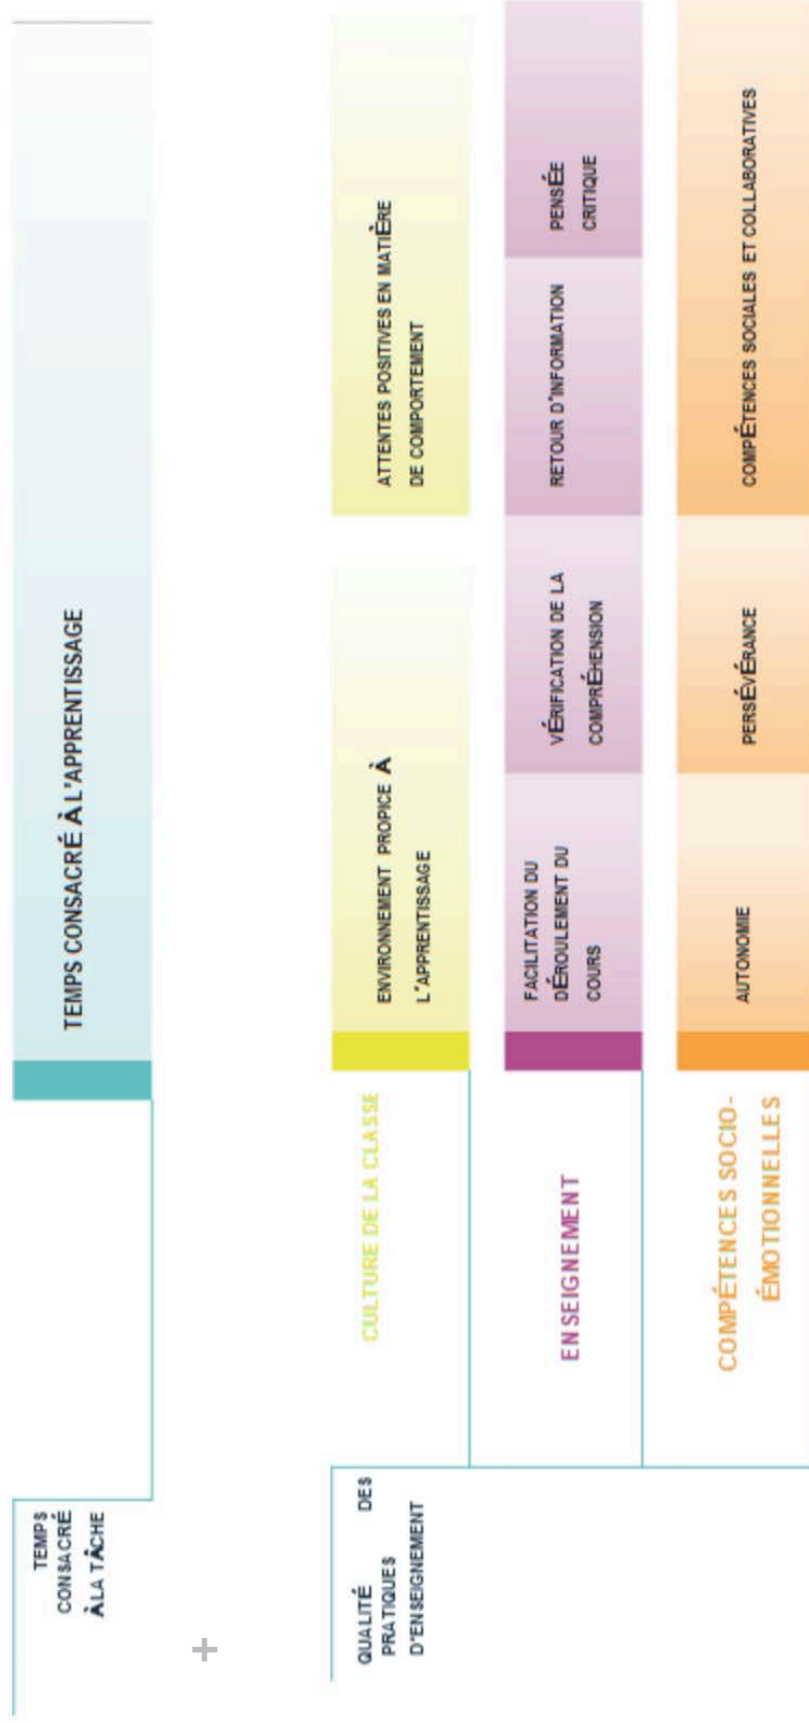 TEMPS
CONSACRÉ
À LA TÂCHE
TEMPS CONSACRÉ À L'APPRENTISSAGE
+
QUALITÉ DES
PRATIQUES
D'ENSEIGNEMENT
CULTURE DE LA CLASSE
ENVIRONNEMENT PROPICE À
L'APPRENTISSAGE
ATTENTES POSITIVES EN MATIÈRE
DE COMPORTEMENT
ENSEIGNEMENT
FACILITATION DU
DÉROULEMENT DU
COURS
VÉRIFICATION DE LA
COMPRÉHENSION
RETOUR D'INFORMATION
PENSÉE
CRITIQUE
COMPÉTENCES SOCIO-
ÉMOTIONNELLES
AUTONOMIE
PERSÉVÉRANCE
COMPÉTENCES SOCIALES ET COLLABORATIVES